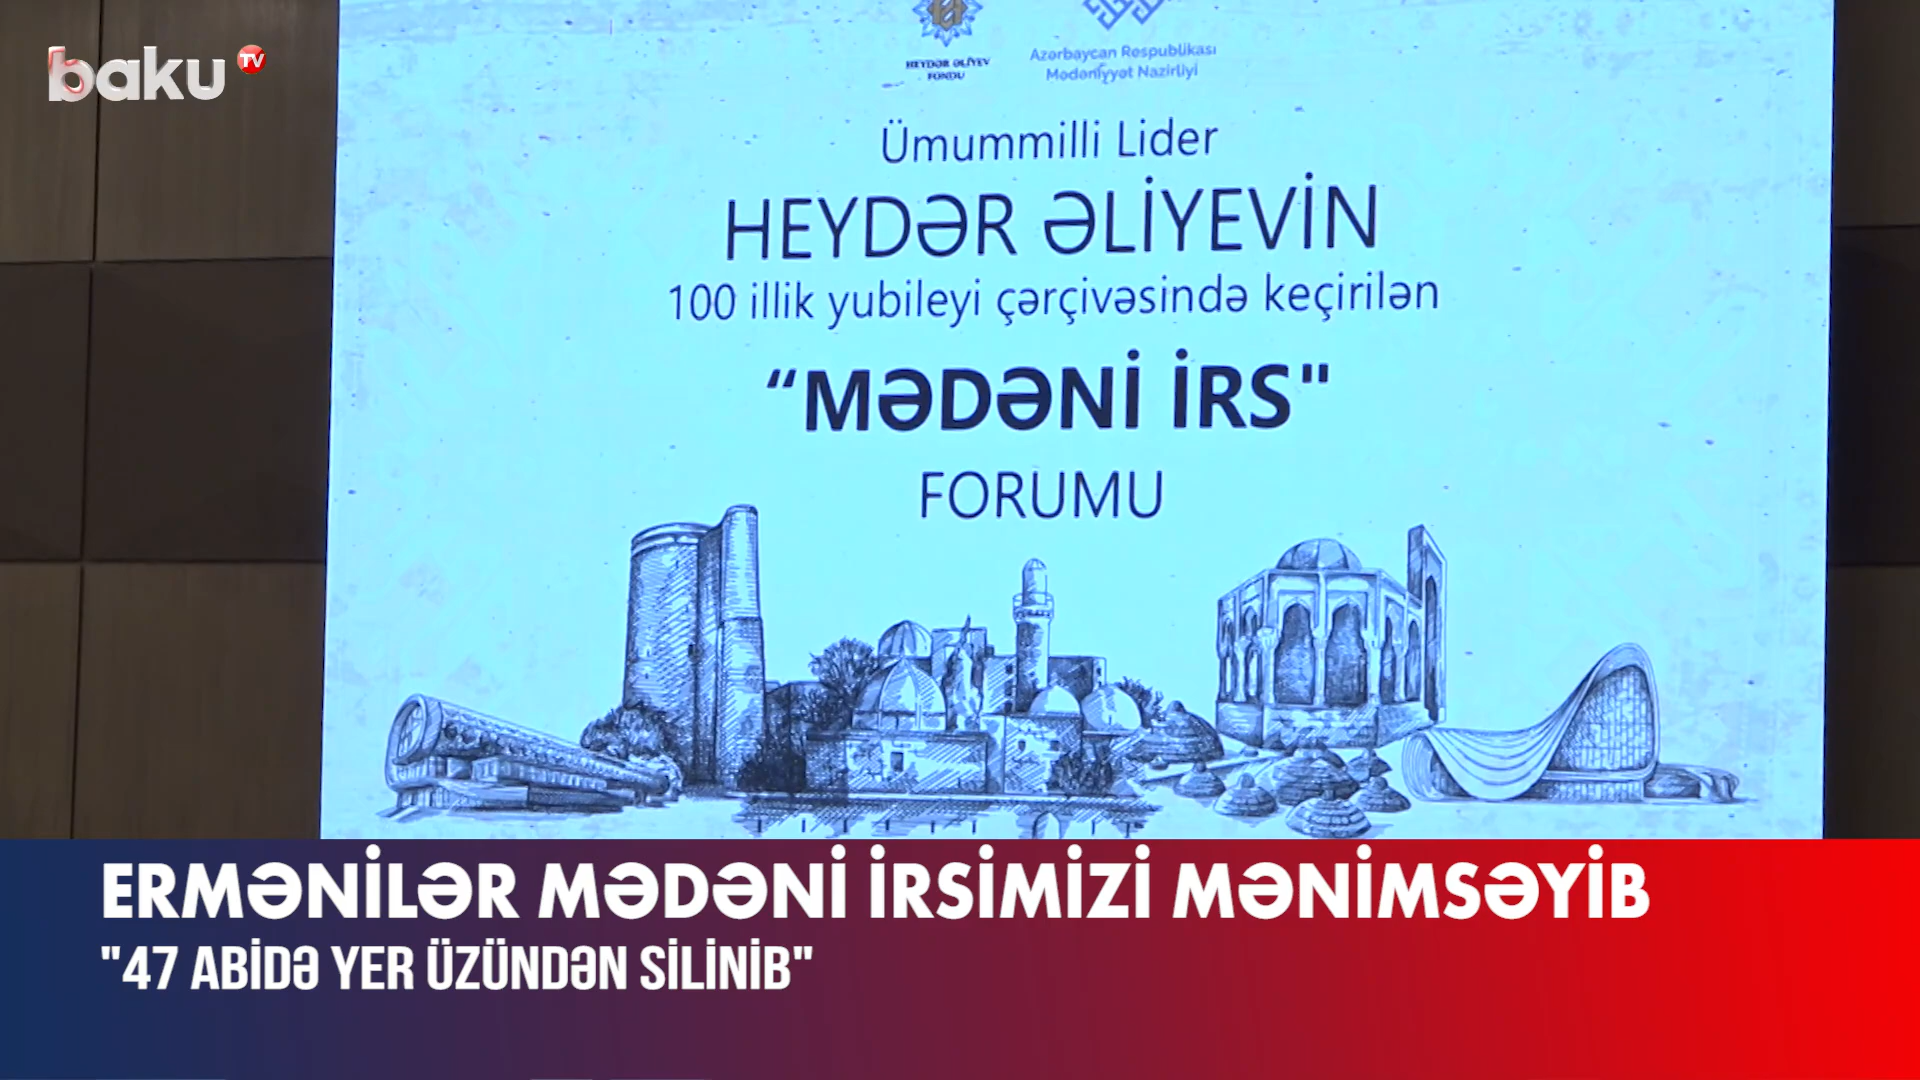 baku TV
HEYDƏR ƏLİYEV
FONDU
Azərbaycan Respublikası
Mədəniyyət Nazirliyi
Ümummilli Lider
HEYDƏR ƏLİYEVİN
100 illik yubileyi çərçivəsində keçirilən
“MƏDƏNİ İRS"
FORUMU
ERMƏNİLƏR MƏDƏNİ İRSİMİZİ MƏNİMSƏYİB
"47 ABİDƏ YER ÜZÜNDƏN SİLİNİB"